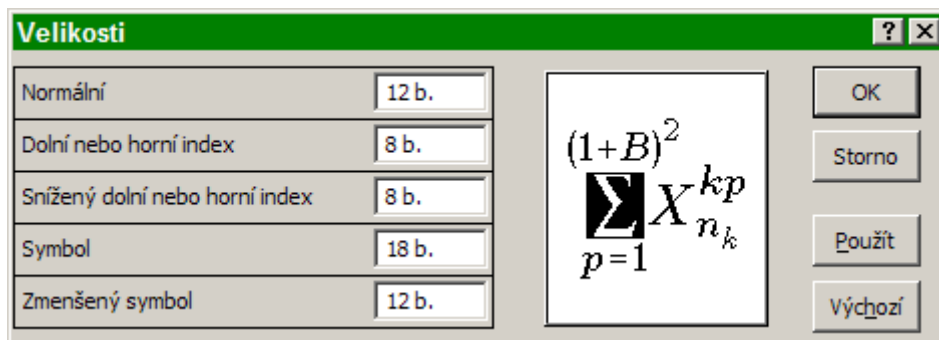 Velikosti
Normální 12 b.
Dolní nebo horní index 8 b.
Snížený dolní nebo horní index 8 b.
Symbol 18 b.
Zmenšený symbol 12 b.
(1+B)²
∑ X kp n k
p=1
OK
Storno
Použít
Výchozí